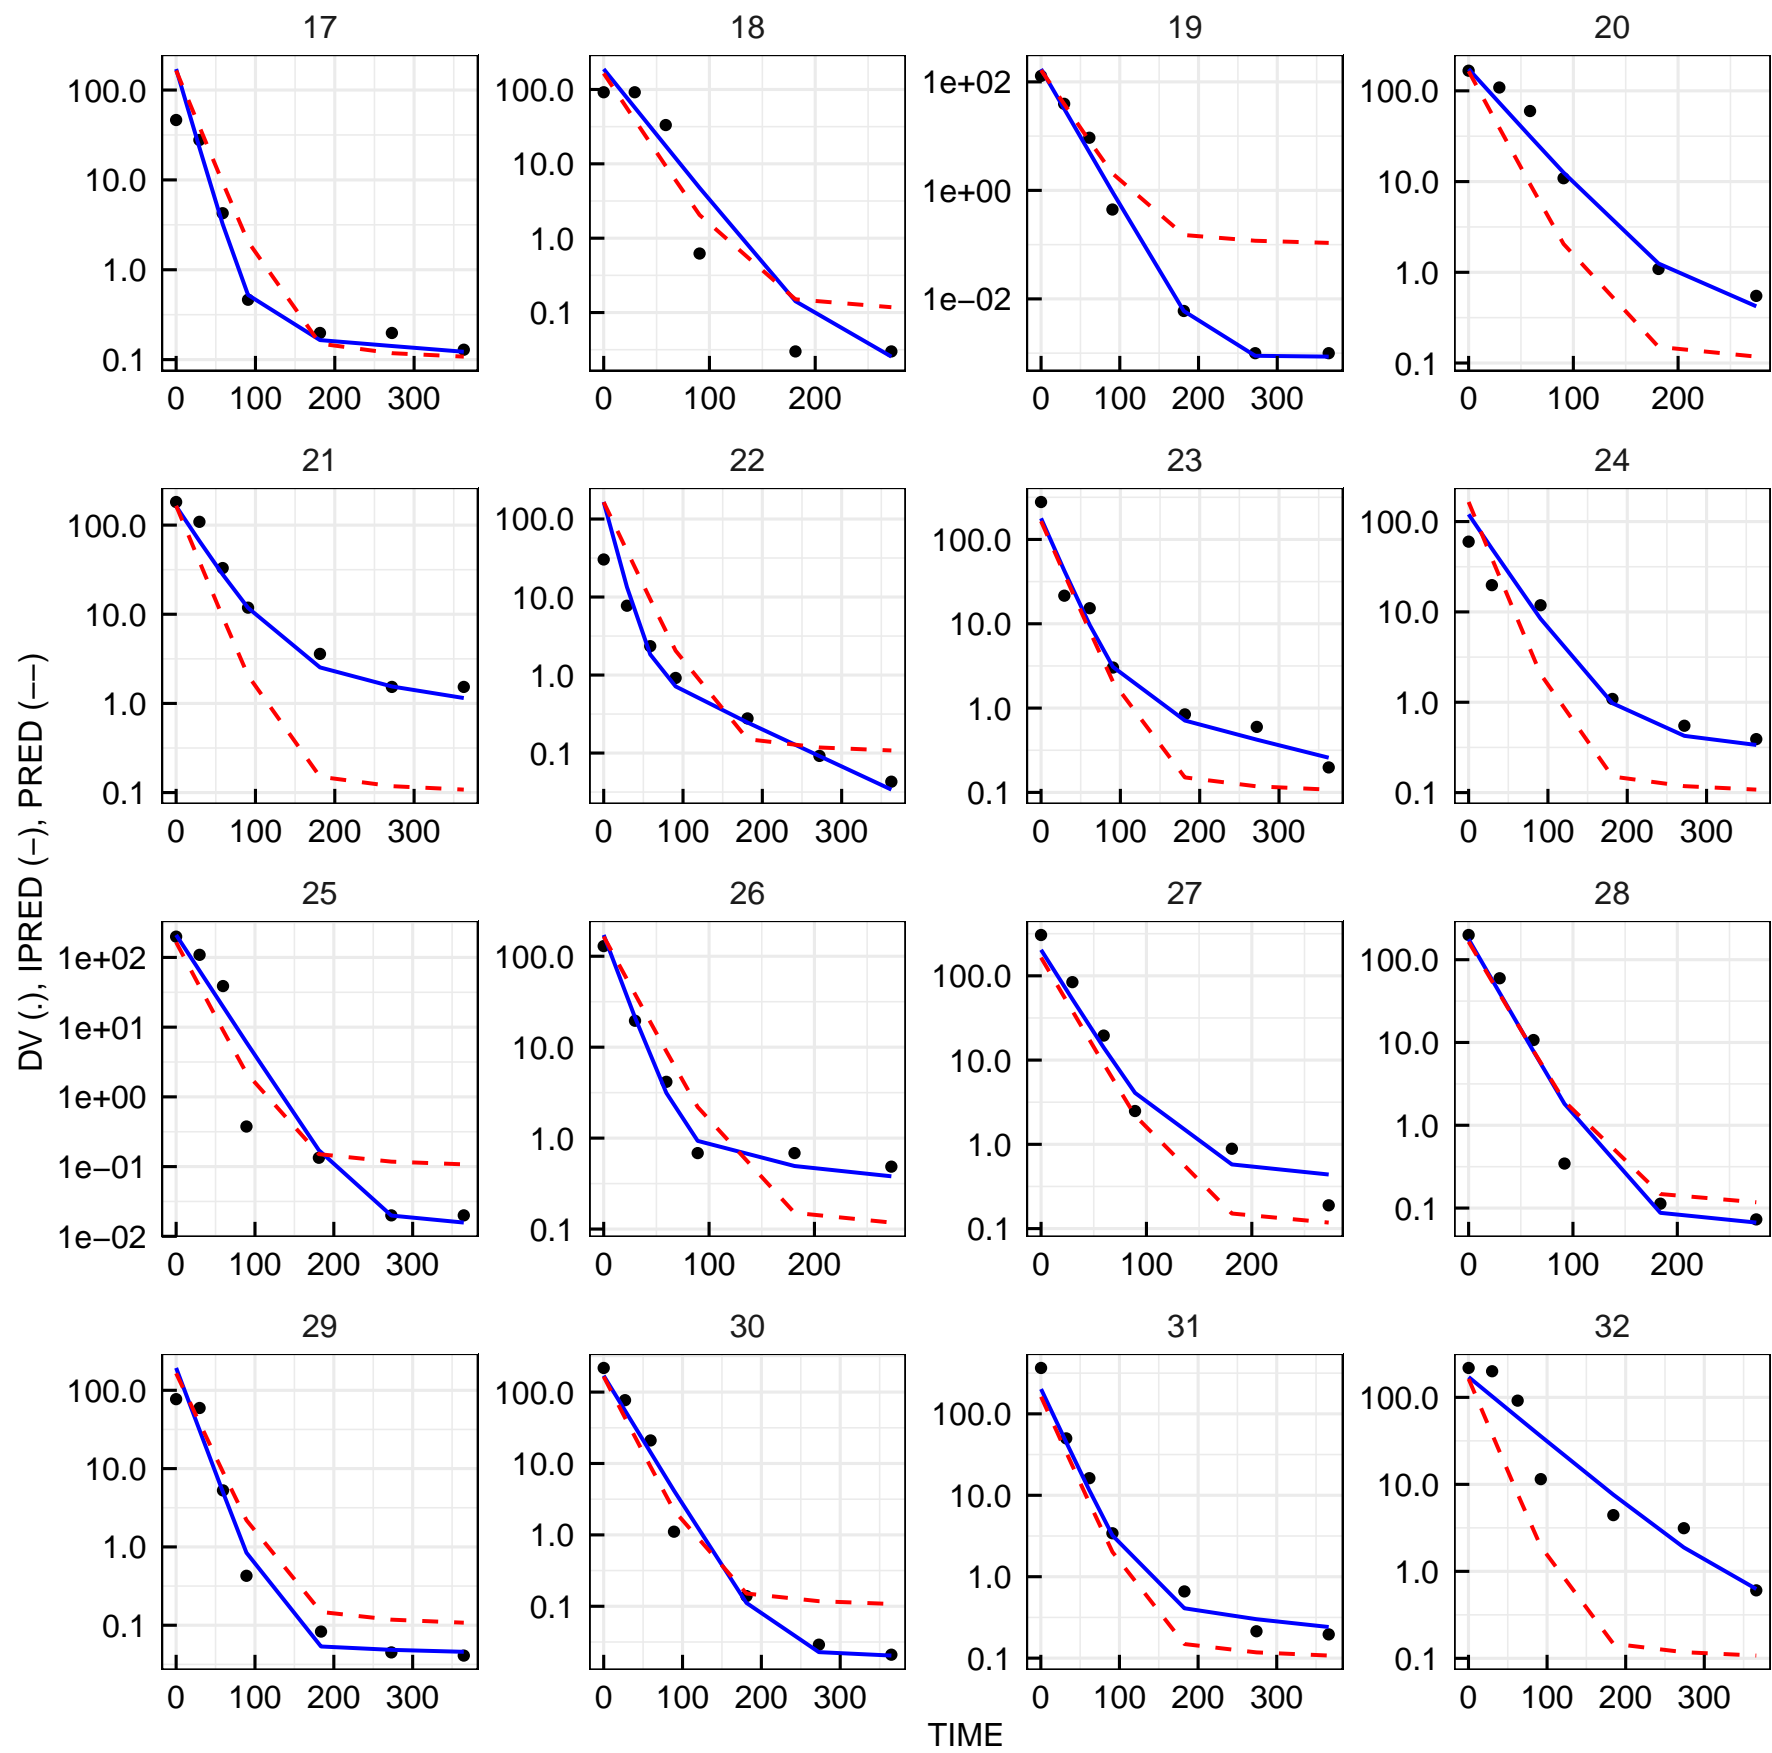 17 18 19 20
100.0 100.0 1e+02 100.0
10.0 10.0 1e+00 10.0
1.0 1.0 1e−02 1.0
0.1 0.1 0.1
0 100 200 300 0 100 200 0 100 200 300 0 100 200
21 22 23 24
100.0 100.0 100.0 100.0
10.0 10.0 10.0 10.0
1.0 1.0 1.0 1.0
0.1 0.1 0.1 0.1
0 100 200 300 0 100 200 300 0 100 200 300 0 100 200 300
DV (.), IPRED (−), PRED (−−)
25 26 27 28
1e+02 100.0 100.0 100.0
1e+01 10.0 10.0 10.0
1e+00 1.0 1.0 1.0
1e−01 0.1 0.1 0.1
1e−02
0 100 200 300 0 100 200 0 100 200 0 100 200
29 30 31 32
100.0 100.0 100.0 100.0
10.0 10.0 10.0 10.0
1.0 1.0 1.0 1.0
0.1 0.1 0.1 0.1
0 100 200 300 0 100 200 300 0 100 200 300 0 100 200 300
TIME